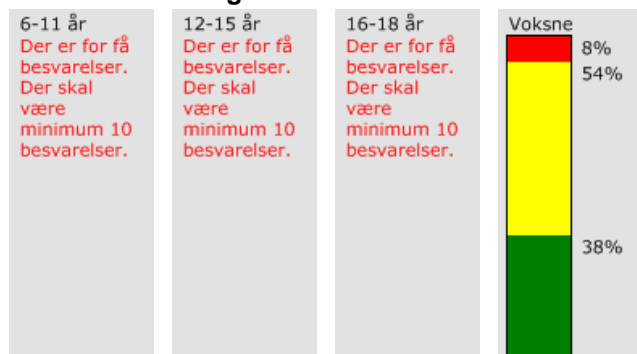 6-11 år
Der er for få
besvarelser.
Der skal
være
minimum 10
besvarelser.
12-15 år
Der er for få
besvarelser.
Der skal
være
minimum 10
besvarelser.
16-18 år
Der er for få
besvarelser.
Der skal
være
minimum 10
besvarelser.
Voksne
8%
54%
38%